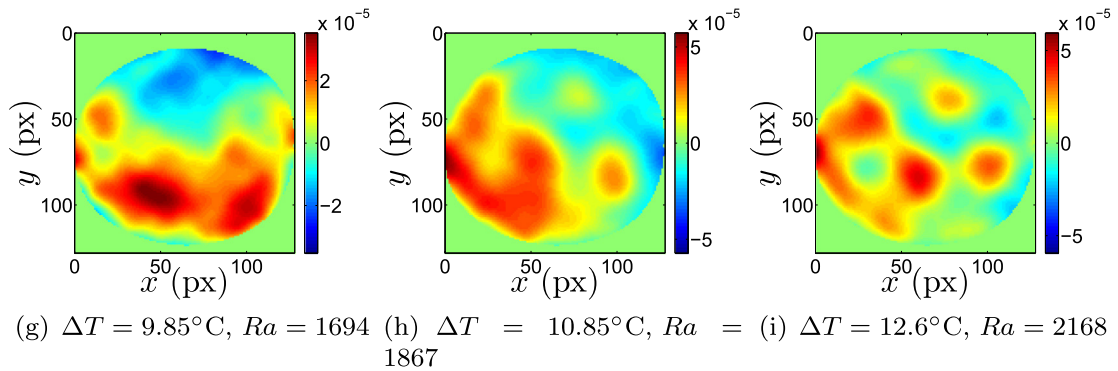 x 10⁻⁵ x 10⁻⁵ x 10⁻⁵
0 0 0
50 50 50
100 100 100
y (px) y (px) y (px)
2 0 −2
5 0 −5
5 0 −5
0 50 100 0 50 100 0 50 100
x (px) x (px) x (px)
(g) ΔT = 9.85°C, Ra = 1694 (h) ΔT = 10.85°C, Ra = (i) ΔT = 12.6°C, Ra = 2168
1867